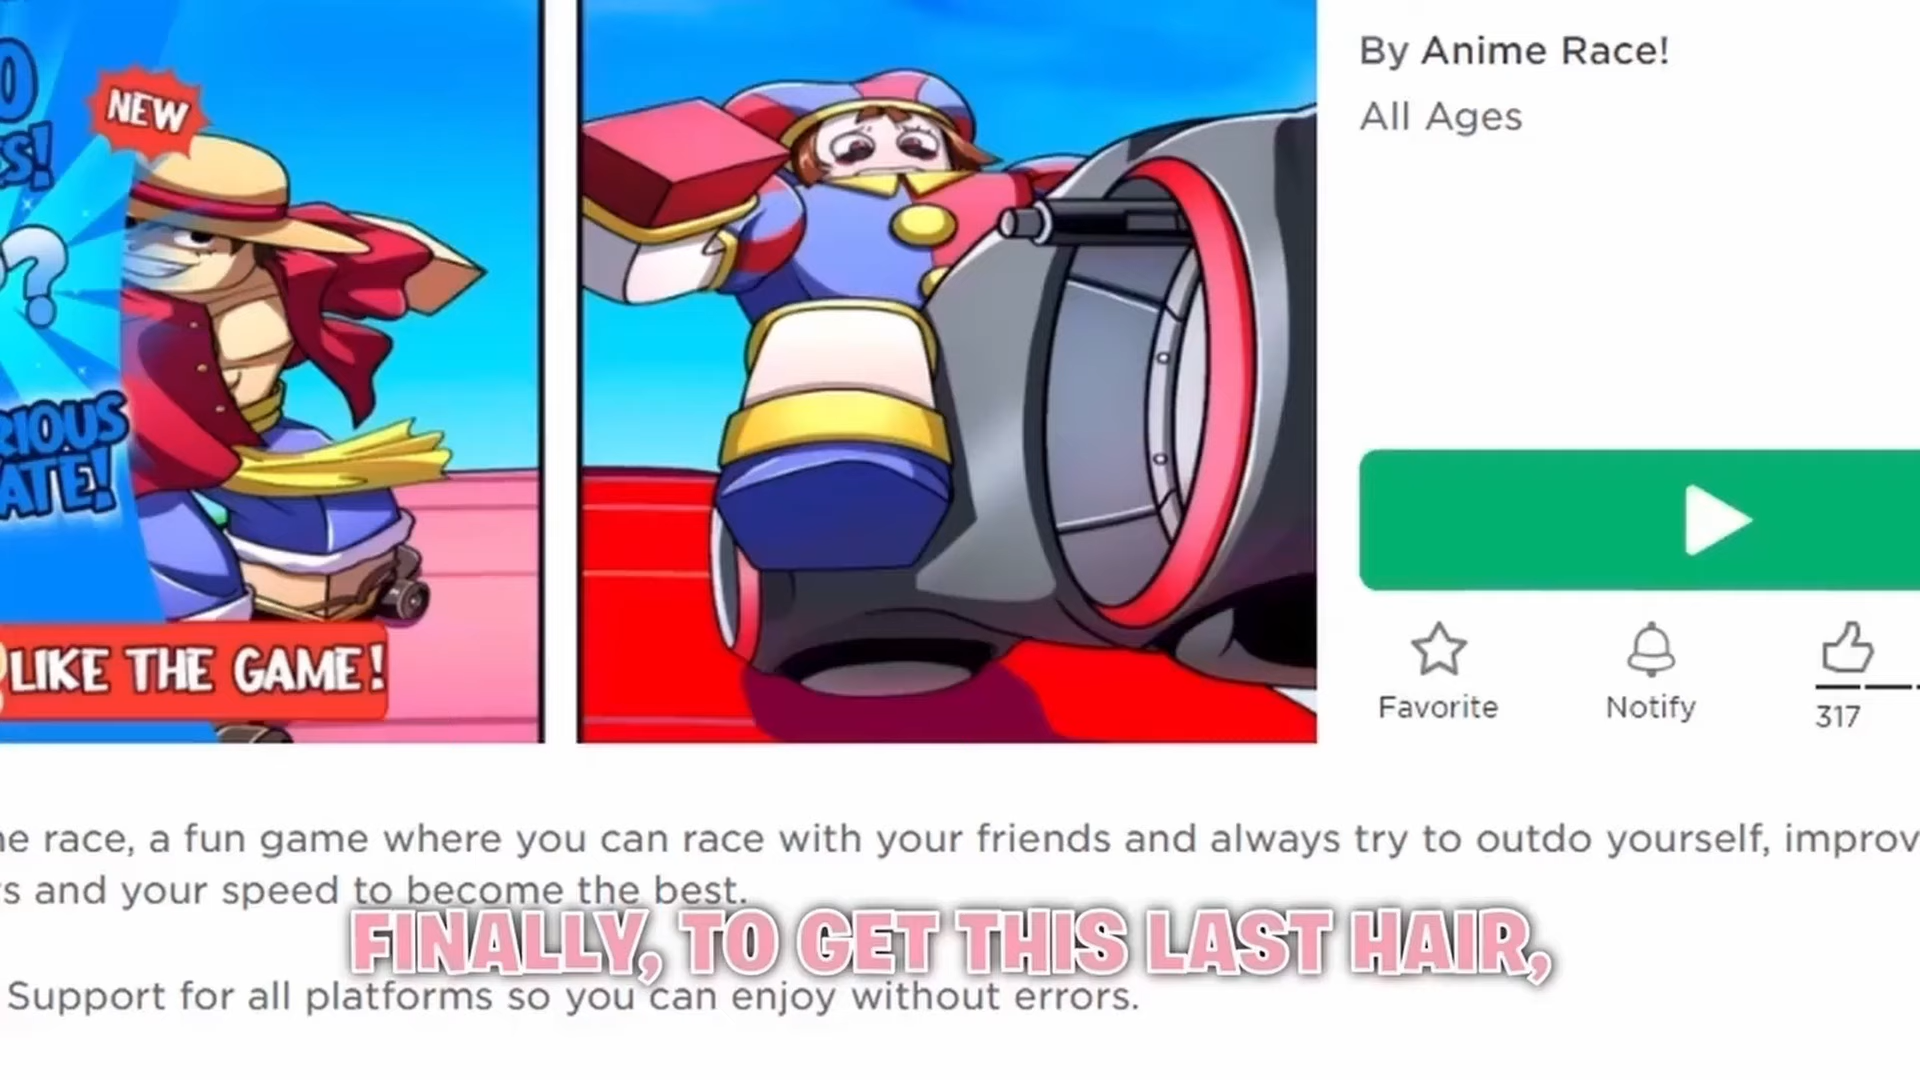 NEW
By Anime Race!
All Ages
LIKE THE GAME!
Favorite
Notify
317
race, a fun game where you can race with your friends and always try to outdo yourself,
and your speed to become the best.
FINALLY, TO GET THIS LAST HAIR,
Support for all platforms so you can enjoy without errors.